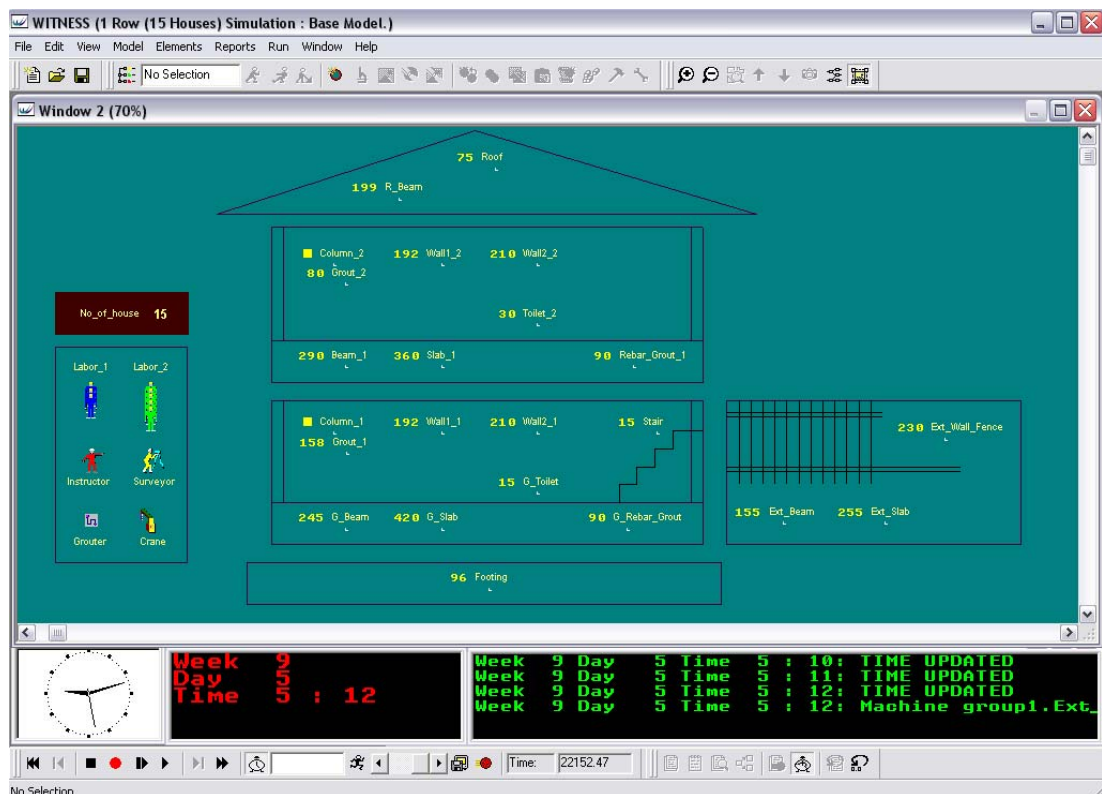 WITNESS (1 Row (15 Houses) Simulation : Base Model.)
File Edit View Model Elements Reports Run Window Help
No Selection
Window 2 (70%)
75 Roof
199 R_Beam
Column_2 192 Wall1_2 210 Wall2_2
80 Grout_2
30 Toilet_2
290 Beam_1 360 Slab_1 90 Rebar_Grout_1
No_of_house 15
Labor_1 Labor_2
Instructor Surveyor
Grouter Crane
Column_1 192 Wall1_1 210 Wall2_1 15 Stair
158 Grout_1
15 G_Toilet
245 G_Beam 420 G_Slab 90 G_Rebar_Grout
230 Ext_Wall_Fence
155 Ext_Beam 255 Ext_Slab
96 Footing
Week 9
Day 5
Time 5 : 12
Week 9 Day 5 Time 5 : 10: TIME UPDATED
Week 9 Day 5 Time 5 : 11: TIME UPDATED
Week 9 Day 5 Time 5 : 12: TIME UPDATED
Week 9 Day 5 Time 5 : 12: Machine group1.Ext_
Time: 22152.47
No Selection